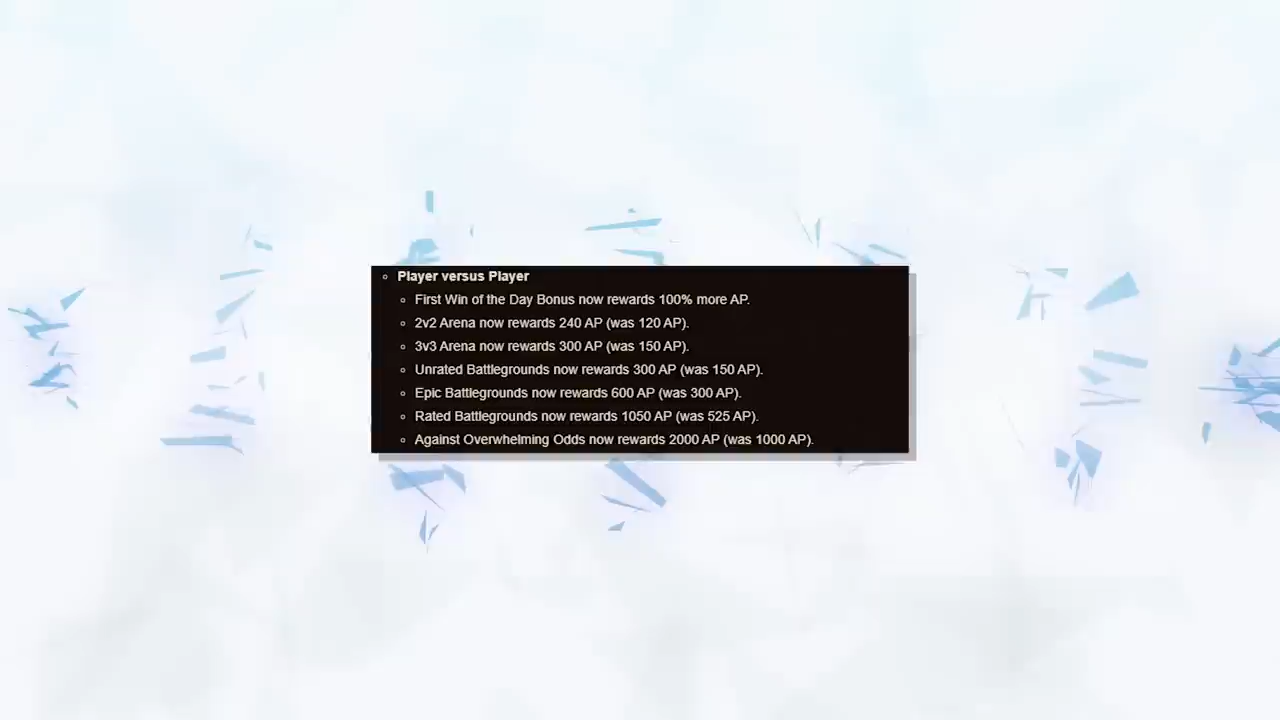 Player versus Player
First Win of the Day Bonus now rewards 100% more AP.
2v2 Arena now rewards 240 AP (was 120 AP).
3v3 Arena now rewards 300 AP (was 150 AP).
Unrated Battlegrounds now rewards 300 AP (was 150 AP).
Epic Battlegrounds now rewards 600 AP (was 300 AP).
Rated Battlegrounds now rewards 1050 AP (was 525 AP).
Against Overwhelming Odds now rewards 2000 AP (was 1000 AP).